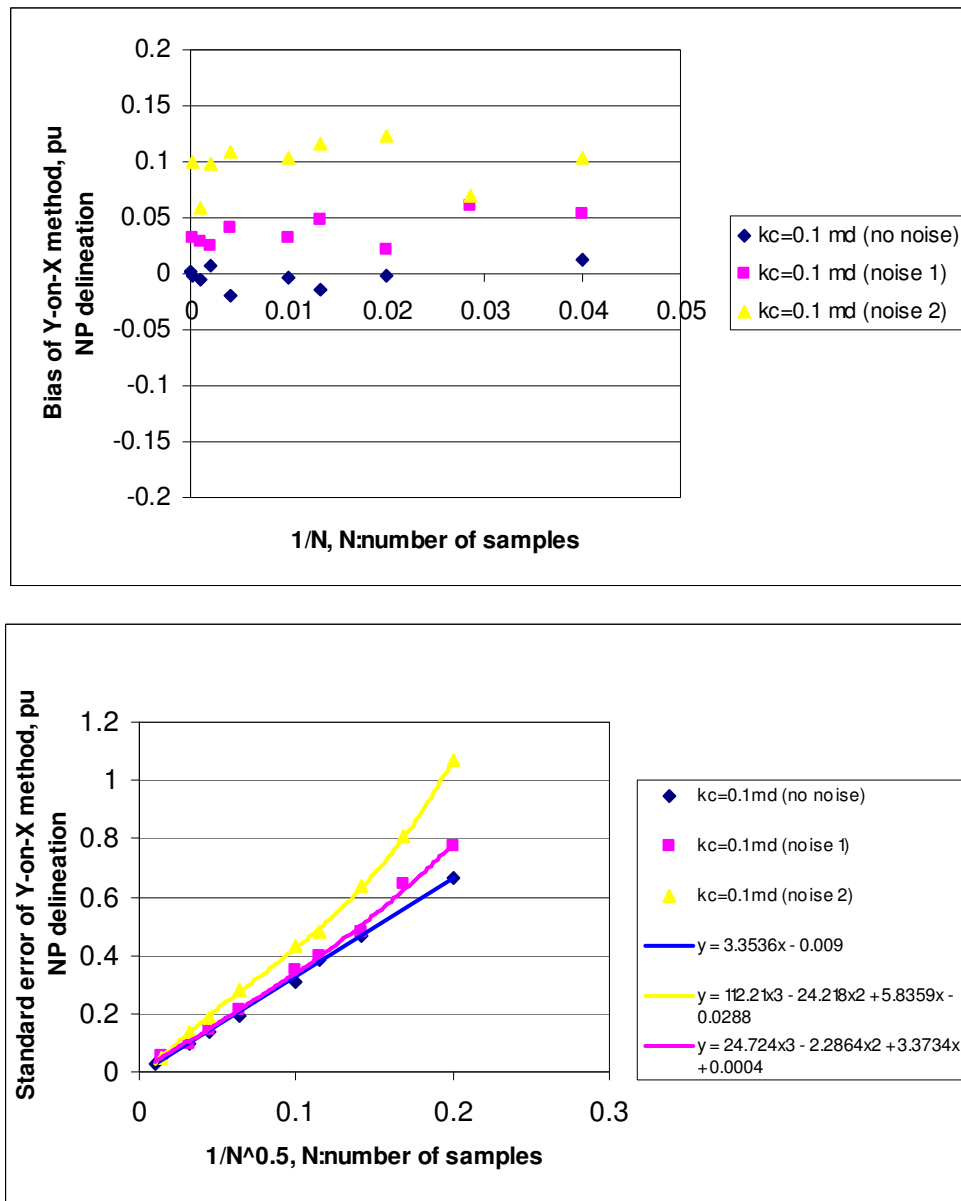 0.2
0.15
0.1
0.05
0
-0.05
-0.1
-0.15
-0.2
Bias of Y-on-X method, pu
NP delineation
0 0.01 0.02 0.03 0.04 0.05
1/N, N:number of samples
kc=0.1 md (no noise)
kc=0.1 md (noise 1)
kc=0.1 md (noise 2)
1.2
1
0.8
0.6
0.4
0.2
0
Standard error of Y-on-X method, pu
NP delineation
0 0.1 0.2 0.3
1/N^0.5, N:number of samples
kc=0.1md (no noise)
kc=0.1md (noise 1)
kc=0.1md (noise 2)
y = 3.3536x - 0.009
y = 112.21x3 - 24.218x2 + 5.8359x -
0.0288
y = 24.724x3 - 2.2864x2 + 3.3734x
+ 0.0004